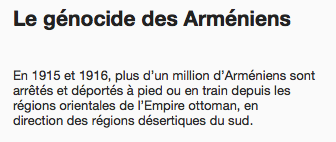 Le génocide des Arméniens
En 1915 et 1916, plus d’un million d’Arméniens sont
arrêtés et déportés à pied ou en train depuis les
régions orientales de l’Empire ottoman, en
direction des régions désertiques du sud.